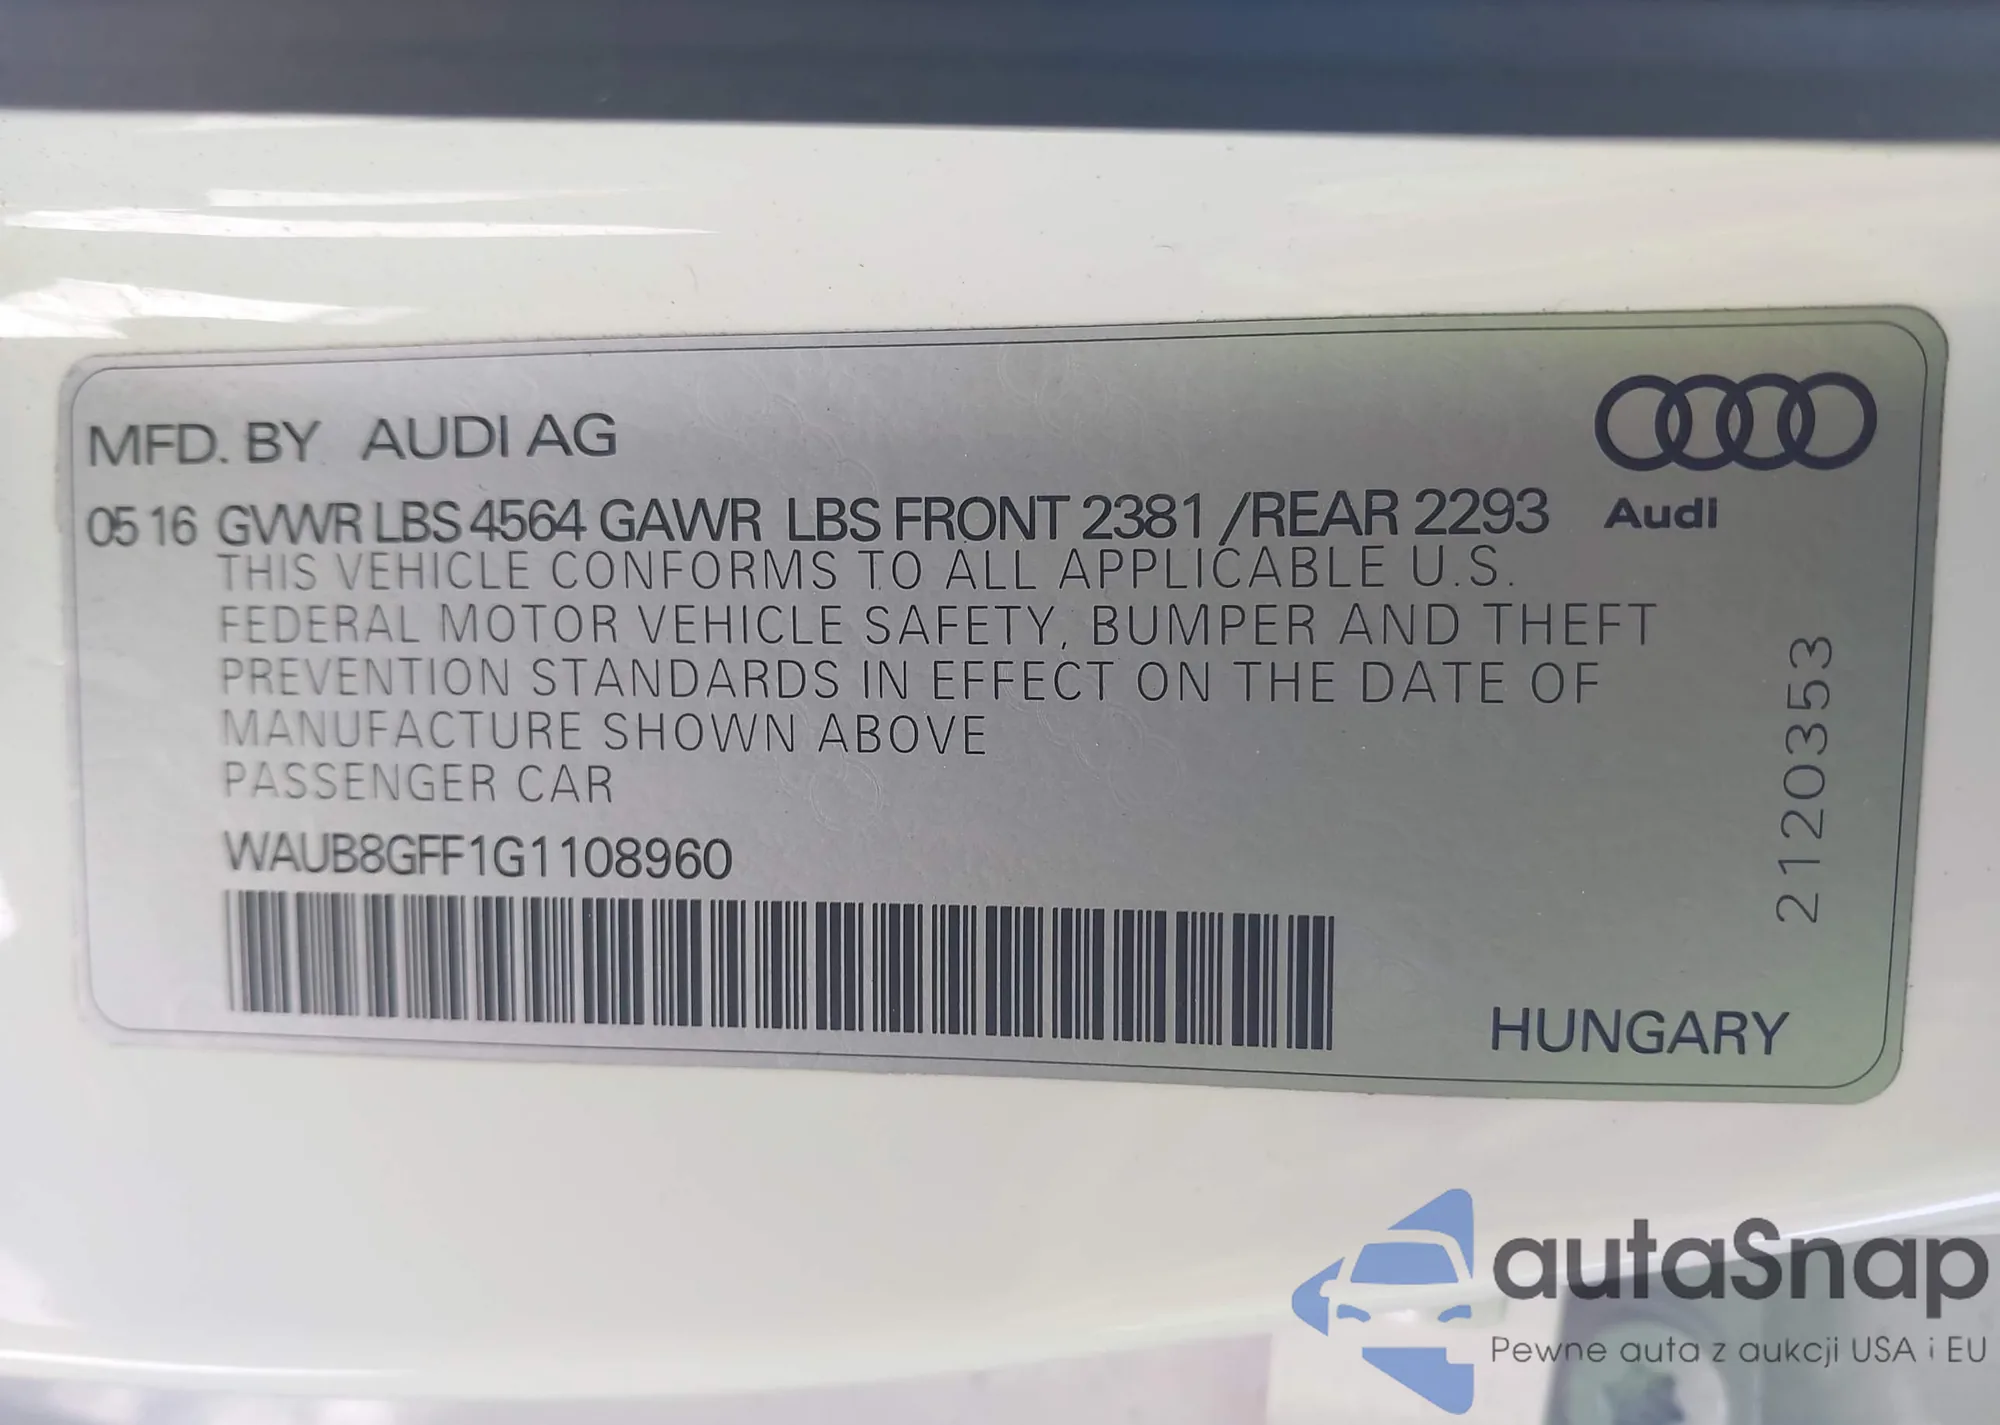 MFD. BY AUDI AG
05 16 GVWR LBS 4564 GAWR LBS FRONT 2381 /REAR 2293
Audi
THIS VEHICLE CONFORMS TO ALL APPLICABLE U.S.
FEDERAL MOTOR VEHICLE SAFETY, BUMPER AND THEFT
PREVENTION STANDARDS IN EFFECT ON THE DATE OF
MANUFACTURE SHOWN ABOVE
PASSENGER CAR
WAUB8GFF1G1108960
2120353
HUNGARY
autaSnap
Pewne auta z aukcji USA i EU